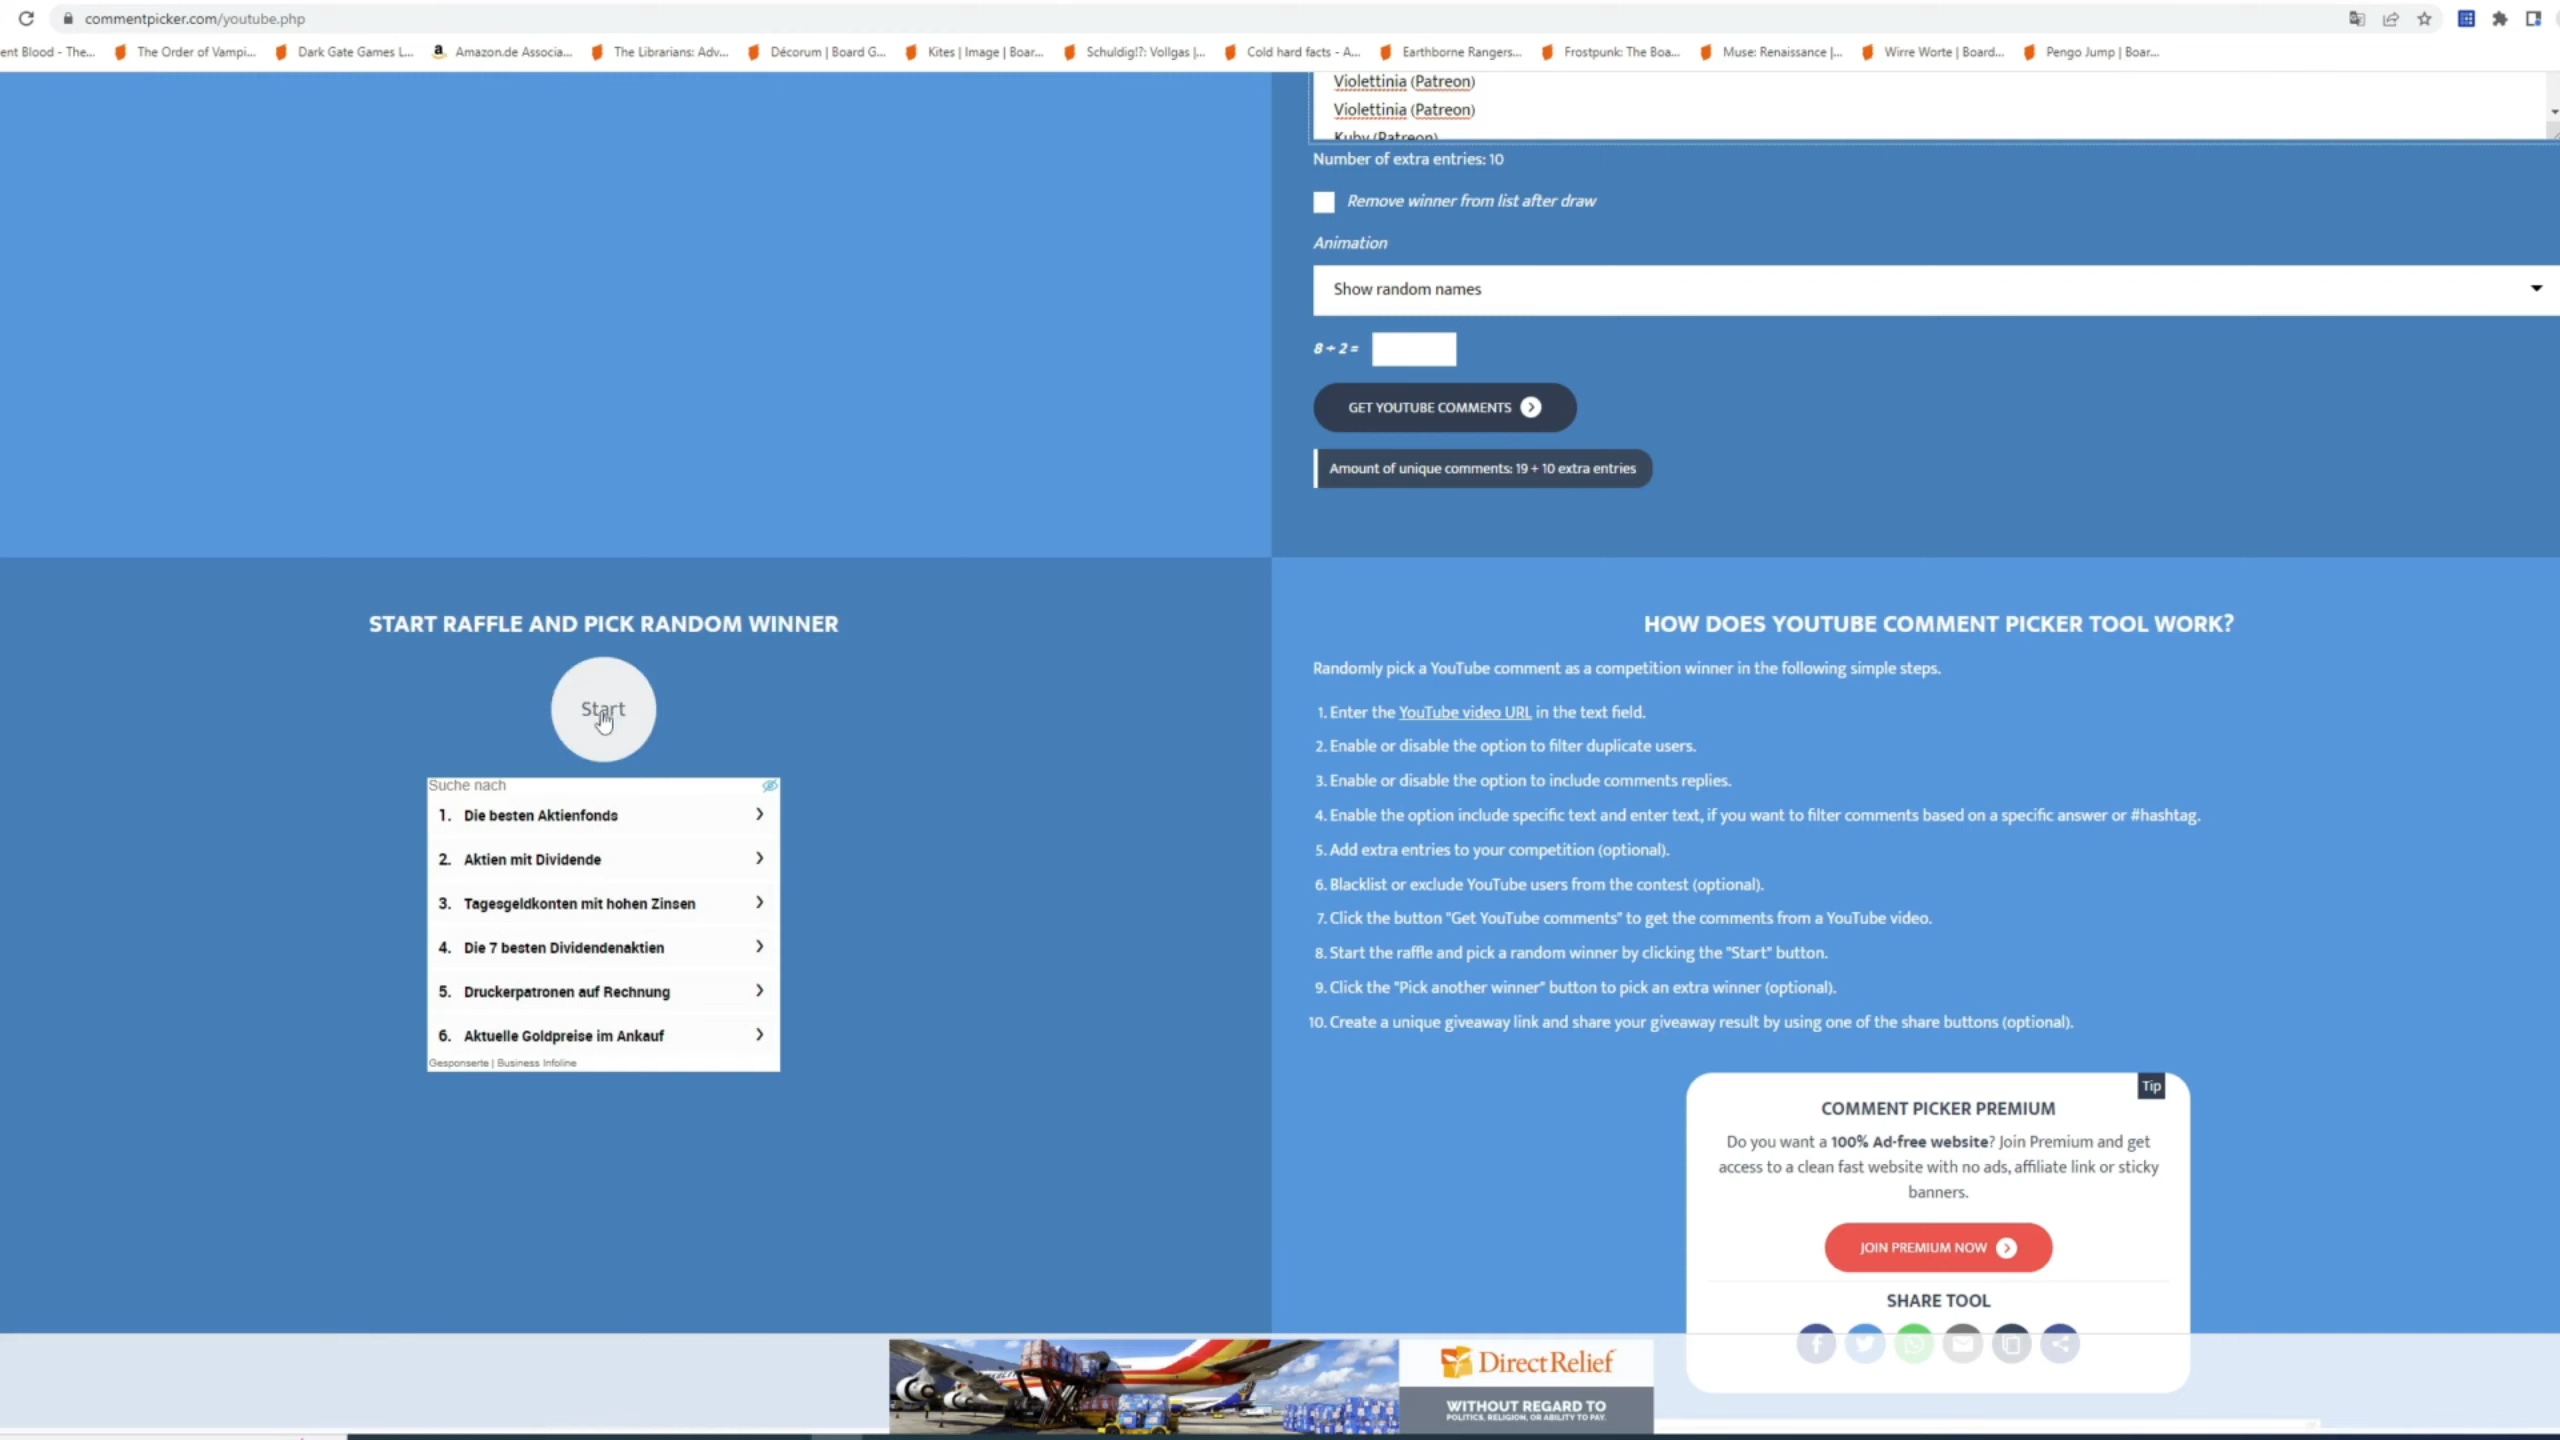 commentpicker.com/youtube.php
ent Blood - The... The Order of Vampi... Dark Gate Games L... Amazon.de Associa... The Librarians: Adv... Décorum | Board G... Kites | Image | Boar... Schuldig!?: Vollgas |... Cold hard facts - A... Earthborne Rangers... Frostpunk: The Boa... Muse: Renaissance |... Wirre Worte | Board... Pengo Jump | Boar...
Violettinia (Patreon)
Violettinia (Patreon)
Kuby (Patreon)
Number of extra entries: 10
Remove winner from list after draw
Animation
Show random names
8 ÷ 2 =
GET YOUTUBE COMMENTS
Amount of unique comments: 19 + 10 extra entries
START RAFFLE AND PICK RANDOM WINNER
Start
Suche nach
1. Die besten Aktienfonds
2. Aktien mit Dividende
3. Tagesgeldkonten mit hohen Zinsen
4. Die 7 besten Dividendenaktien
5. Druckerpatronen auf Rechnung
6. Aktuelle Goldpreise im Ankauf
Gesponserte | Business Infoline
HOW DOES YOUTUBE COMMENT PICKER TOOL WORK?
Randomly pick a YouTube comment as a competition winner in the following simple steps.
1. Enter the YouTube video URL in the text field.
2. Enable or disable the option to filter duplicate users.
3. Enable or disable the option to include comments replies.
4. Enable the option include specific text and enter text, if you want to filter comments based on a specific answer or #hashtag.
5. Add extra entries to your competition (optional).
6. Blacklist or exclude YouTube users from the contest (optional).
7. Click the button "Get YouTube comments" to get the comments from a YouTube video.
8. Start the raffle and pick a random winner by clicking the "Start" button.
9. Click the "Pick another winner" button to pick an extra winner (optional).
10. Create a unique giveaway link and share your giveaway result by using one of the share buttons (optional).
Tip
COMMENT PICKER PREMIUM
Do you want a 100% Ad-free website? Join Premium and get
access to a clean fast website with no ads, affiliate link or sticky
banners.
JOIN PREMIUM NOW
SHARE TOOL
DirectRelief
WITHOUT REGARD TO
POLITICS, RELIGION, OR ABILITY TO PAY.